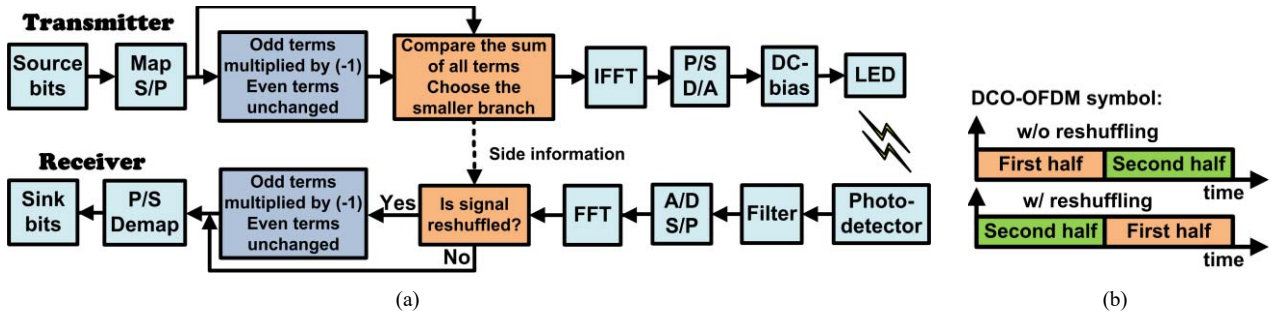 Transmitter
Source
bits
Map
S/P
Odd terms
multiplied by (-1)
Even terms
unchanged
Compare the sum
of all terms
Choose the
smaller branch
IFFT
P/S
D/A
DC-
bias
LED
Side information
Receiver
Sink
bits
P/S
Demap
Odd terms
multiplied by (-1)
Even terms
unchanged
Yes
Is signal
reshuffled?
No
FFT
A/D
S/P
Filter
Photo-
detector
(a)
DCO-OFDM symbol:
w/o reshuffling
First half
Second half
time
w/ reshuffling
Second half
First half
time
(b)